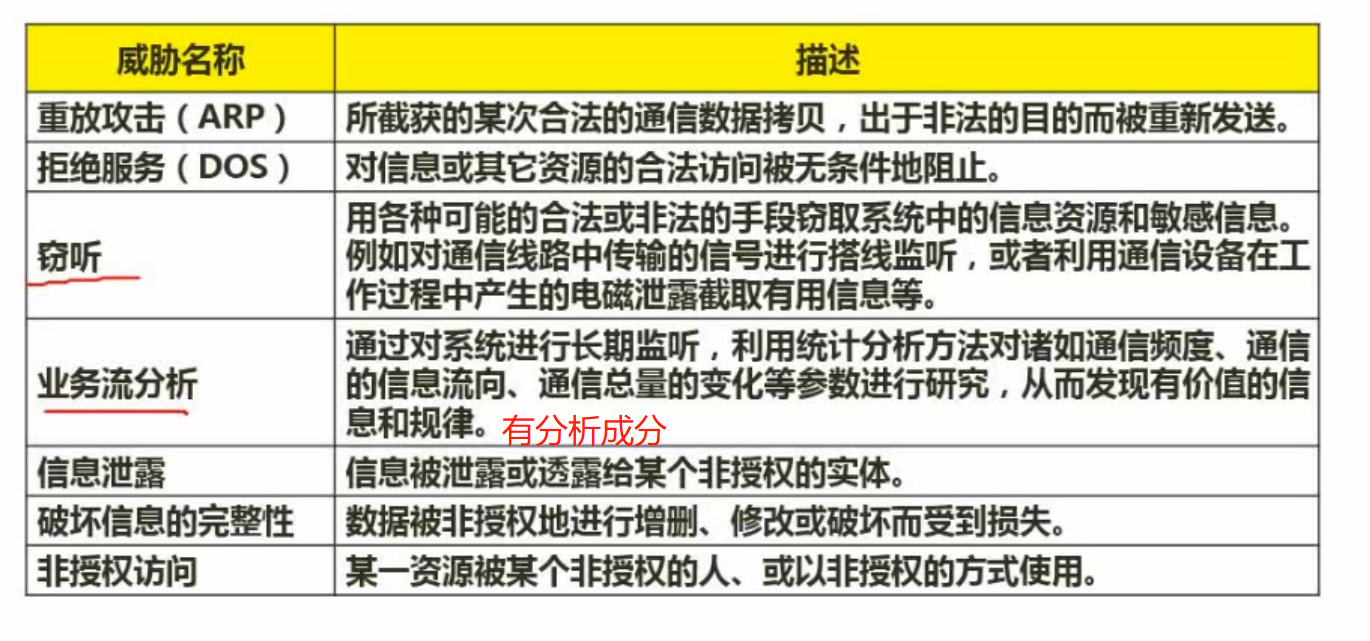 威胁名称 描述
重放攻击（ARP） 所截获的某次合法的通信数据拷贝，出于非法的目的而被重新发送。
拒绝服务（DOS） 对信息或其它资源的合法访问被无条件地阻止。
窃听
用各种可能的合法或非法的手段窃取系统中的信息资源和敏感信息。
例如对通信线路中传输的信号进行搭线监听，或者利用通信设备在工
作过程中产生的电磁泄露截取有用信息等。
业务流分析
通过对系统进行长期监听，利用统计分析方法对诸如通信频度、通信
的信息流向、通信总量的变化等参数进行研究，从而发现有价值的信
息和规律。有分析成分
信息泄露 信息被泄露或透露给某个非授权的实体。
破坏信息的完整性 数据被非授权地进行增删、修改或破坏而受到损失。
非授权访问 某一资源被某个非授权的人、或以非授权的方式使用。